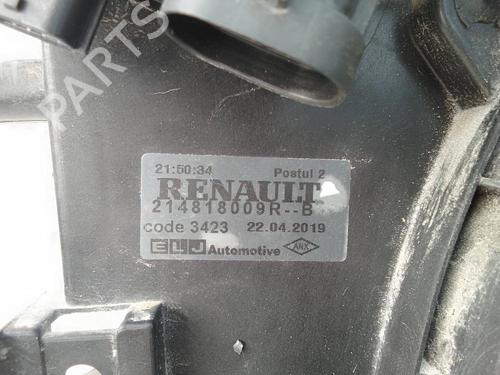 B-PARTS
21:50:34 Postul 2
RENAULT
214818009R--B
code 3423 22.04.2019
ELJ Automotive ANX